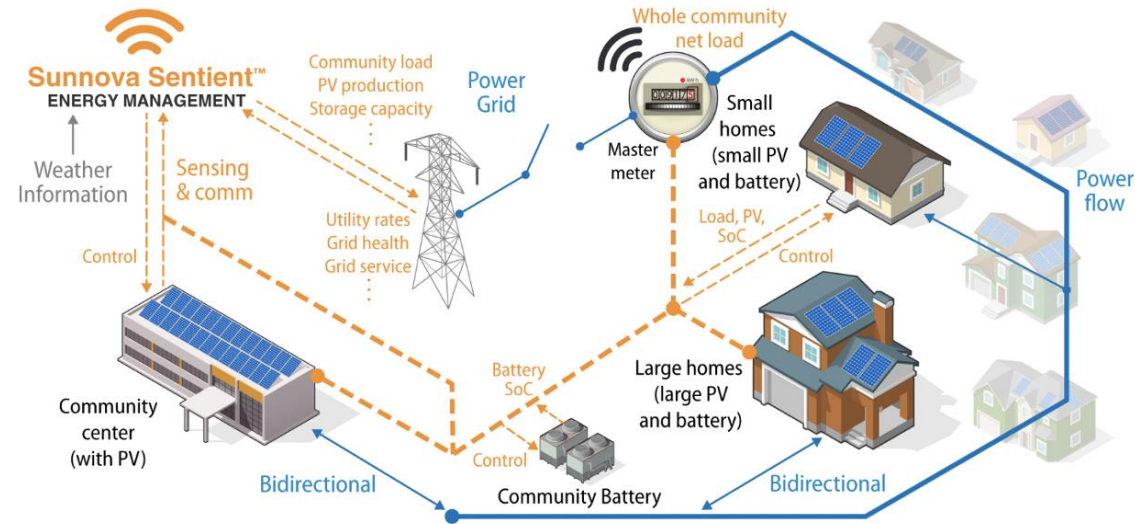 Sunnova Sentient™
ENERGY MANAGEMENT
Weather
Information
Sensing
& comm
Control
Community load
PV production
Storage capacity
⋮
Power
Grid
Utility rates
Grid health
Grid service
⋮
Whole community
net load
kW h
Master
meter
Small
homes
(small PV
and battery)
Power
flow
Load, PV,
SoC
Control
Large homes
(large PV
and battery)
Community
center
(with PV)
Battery
SoC
Control
Community Battery
Bidirectional
Bidirectional